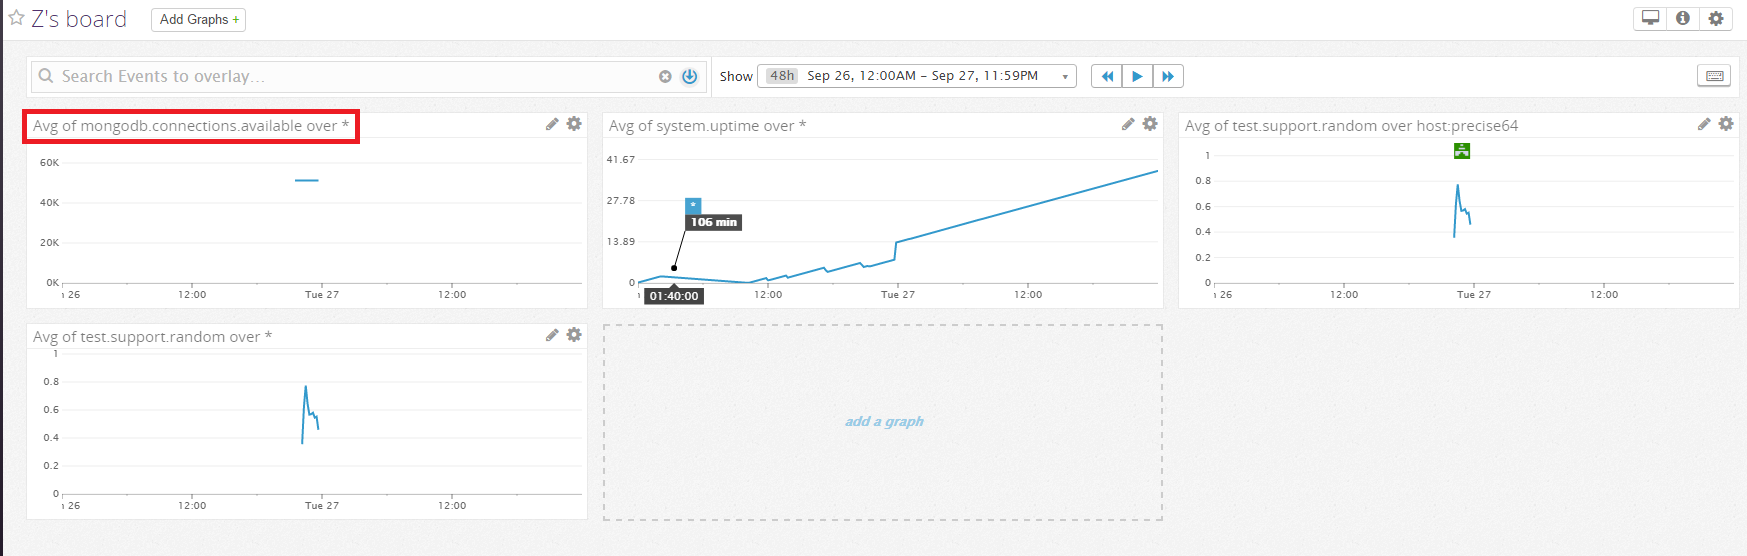 Z's board
Add Graphs +
Search Events to overlay...
Show
48h Sep 26, 12:00AM – Sep 27, 11:59PM
Avg of mongodb.connections.available over *
60K
40K
20K
0K
ı 26 12:00 Tue 27 12:00
Avg of system.uptime over *
41.67
27.78
13.89
0
*
106 min
01:40:00
12:00 Tue 27 12:00
Avg of test.support.random over host:precise64
1
0.8
0.6
0.4
0.2
0
ı 26 12:00 Tue 27 12:00
Avg of test.support.random over *
1
0.8
0.6
0.4
0.2
0
ı 26 12:00 Tue 27 12:00
add a graph